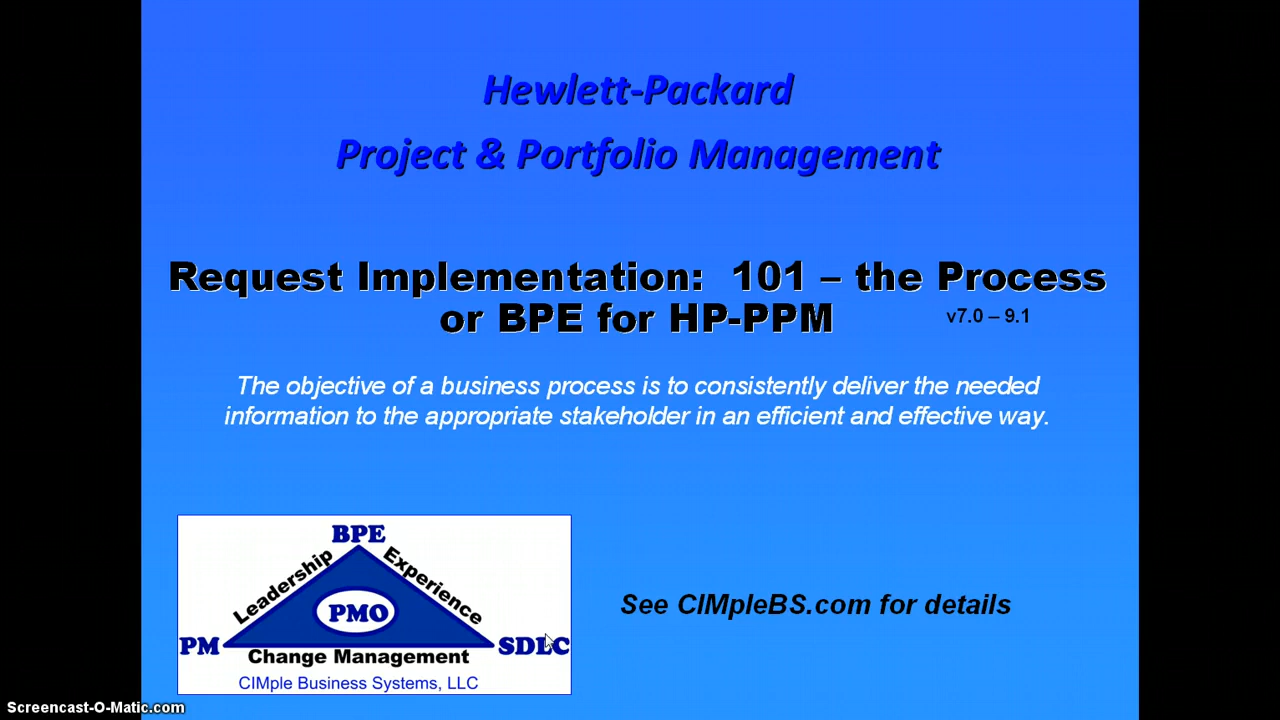 Hewlett-Packard
Project & Portfolio Management
Request Implementation:  101 – the Process
or BPE for HP-PPM
v7.0 – 9.1
The objective of a business process is to consistently deliver the needed
information to the appropriate stakeholder in an efficient and effective way.
BPE
Leadership
Experience
PMO
PM
SDLC
Change Management
CIMple Business Systems, LLC
See CIMpleBS.com for details
Screencast-O-Matic.com